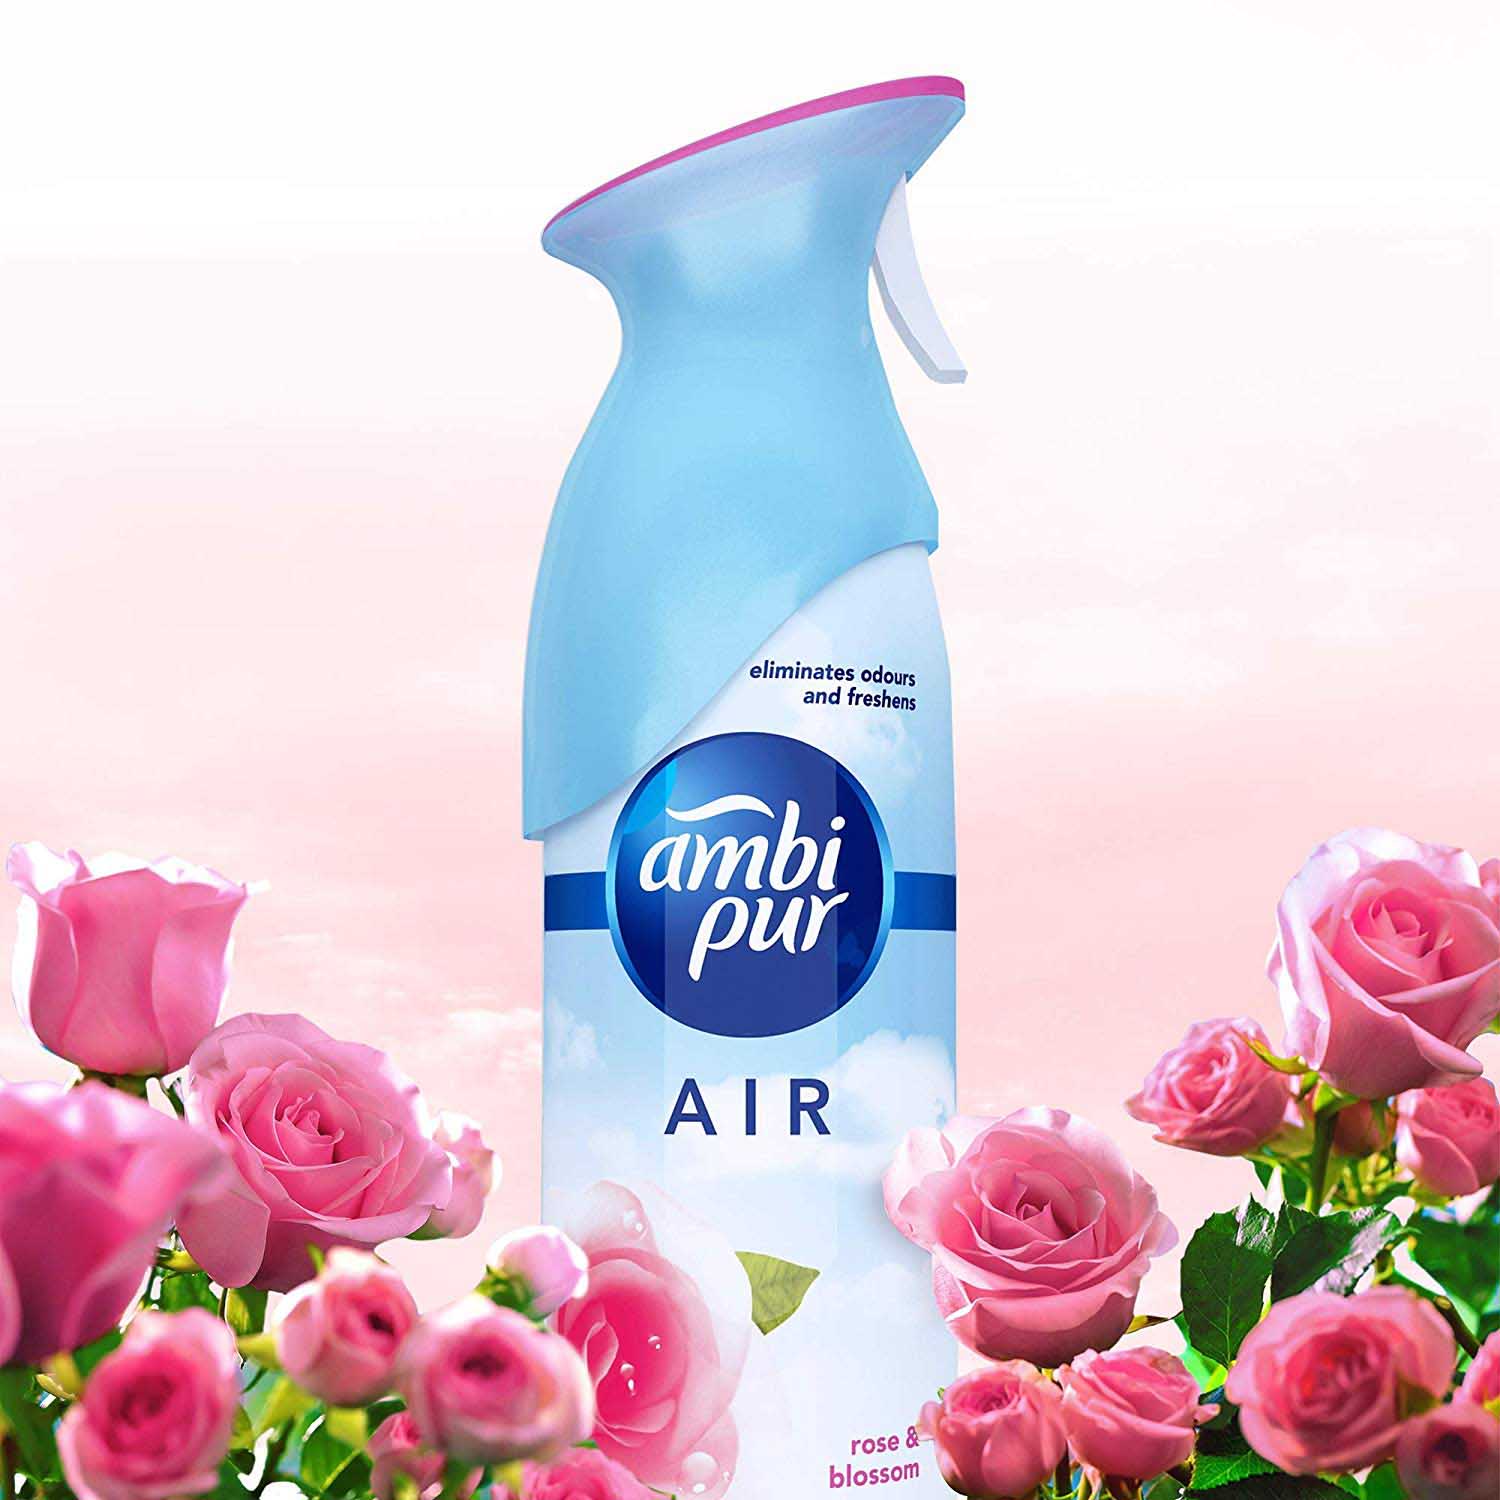 eliminates odours
and freshens
ambi
pur
AIR
rose &
blossom